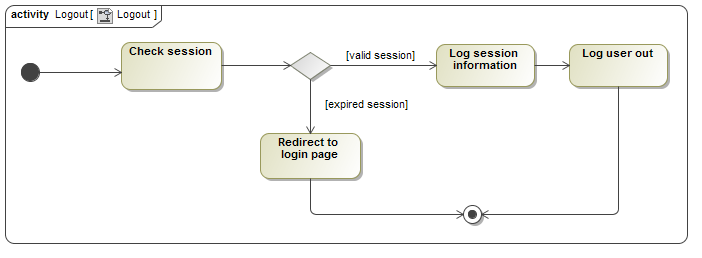 activity Logout [ Logout ]
Check session
[valid session]
Log session
information
Log user out
[expired session]
Redirect to
login page